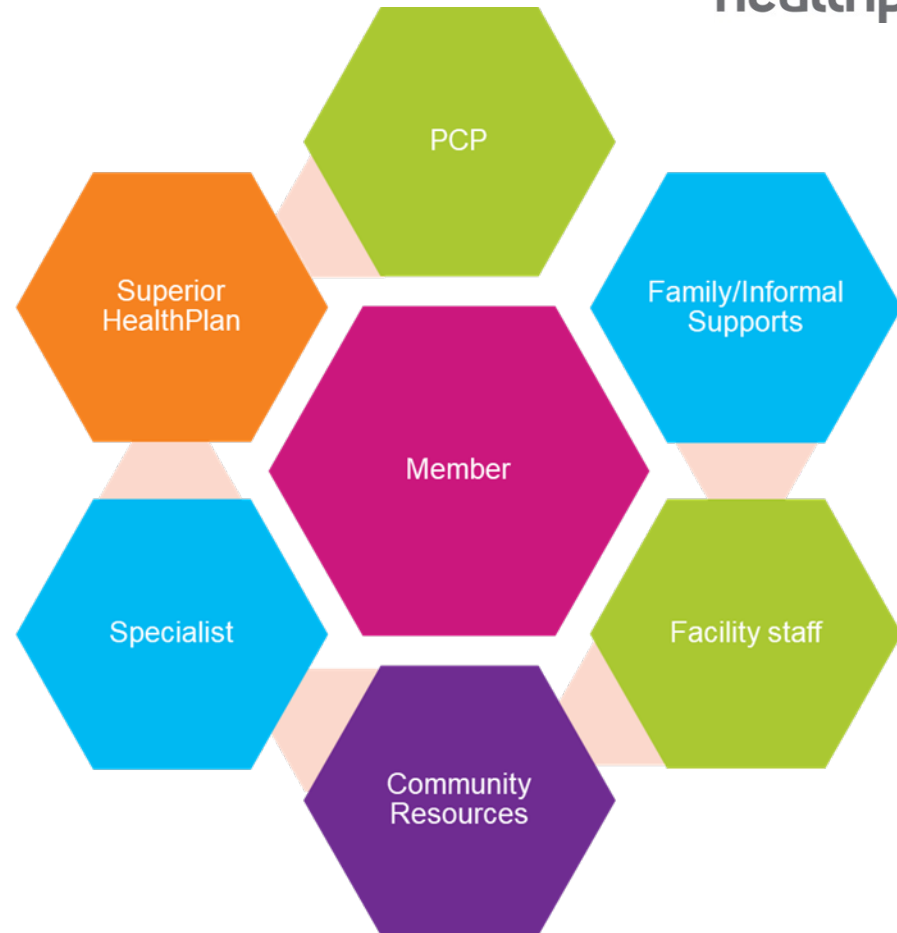 PCP
Superior
HealthPlan
Family/Informal
Supports
Member
Specialist
Facility staff
Community
Resources